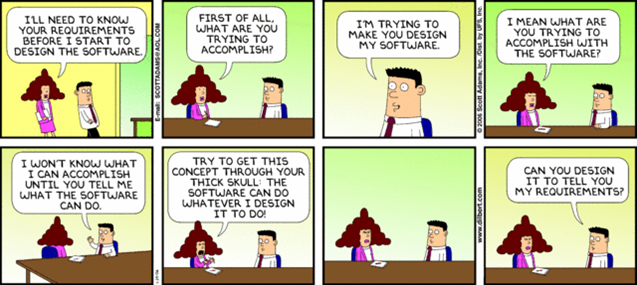 I'LL NEED TO KNOW
YOUR REQUIREMENTS
BEFORE I START TO
DESIGN THE SOFTWARE.
E-mail: SCOTTADAMS@AOL.COM
FIRST OF ALL,
WHAT ARE YOU
TRYING TO
ACCOMPLISH?
I'M TRYING TO
MAKE YOU DESIGN
MY SOFTWARE.
© 2006 Scott Adams, Inc./Dist. by UFS, Inc.
I MEAN WHAT ARE
YOU TRYING TO
ACCOMPLISH WITH
THE SOFTWARE?
I WON'T KNOW WHAT
I CAN ACCOMPLISH
UNTIL YOU TELL ME
WHAT THE SOFTWARE
CAN DO.
TRY TO GET THIS
CONCEPT THROUGH YOUR
THICK SKULL: THE
SOFTWARE CAN DO
WHATEVER I DESIGN
IT TO DO!
www.dilbert.com
CAN YOU DESIGN
IT TO TELL YOU
MY REQUIREMENTS?